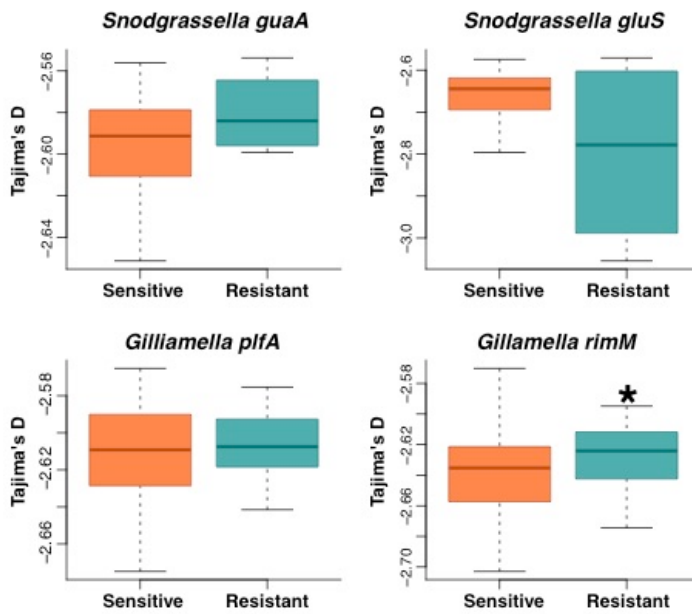 Snodgrassella guaA
Tajima's D
−2.56
−2.60
−2.64
Sensitive Resistant
Snodgrassella gluS
Tajima's D
−2.6
−2.8
−3.0
Sensitive Resistant
Gilliamella plfA
Tajima's D
−2.58
−2.62
−2.66
Sensitive Resistant
Gillamella rimM
Tajima's D
−2.58
−2.62
−2.66
−2.70
*
Sensitive Resistant